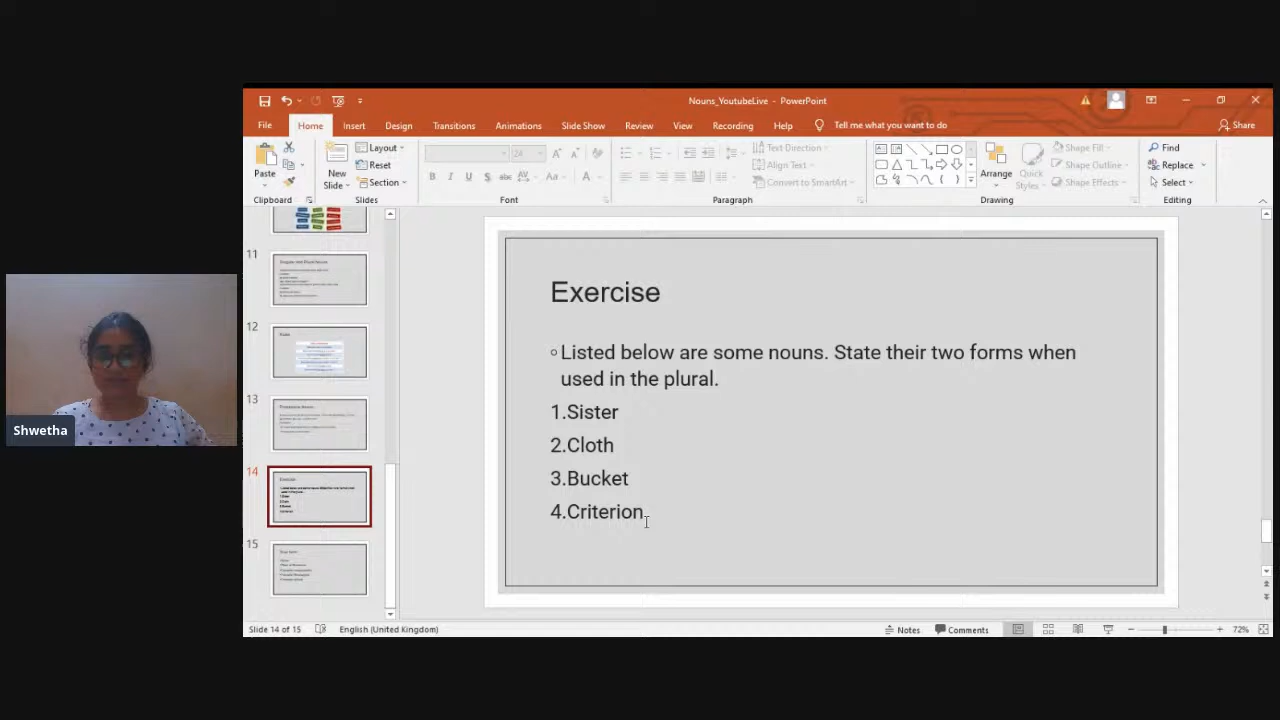 Nouns_YoutubeLive - PowerPoint
File Home Insert Design Transitions Animations Slide Show Review View Recording Help Tell me what you want to do Share
Paste
Clipboard
New Slide
Layout
Reset
Section
Slides
24
B I U S abc AV Aa A
Font
Text Direction
Align Text
Convert to SmartArt
Paragraph
Arrange
Quick Styles
Shape Fill
Shape Outline
Shape Effects
Drawing
Find
Replace
Select
Editing
11
12
13
14
15
Exercise
Listed below are some nouns. State their two forms when
used in the plural.
1.Sister
2.Cloth
3.Bucket
4.Criterion
Shwetha
Slide 14 of 15 English (United Kingdom) Notes Comments 72%